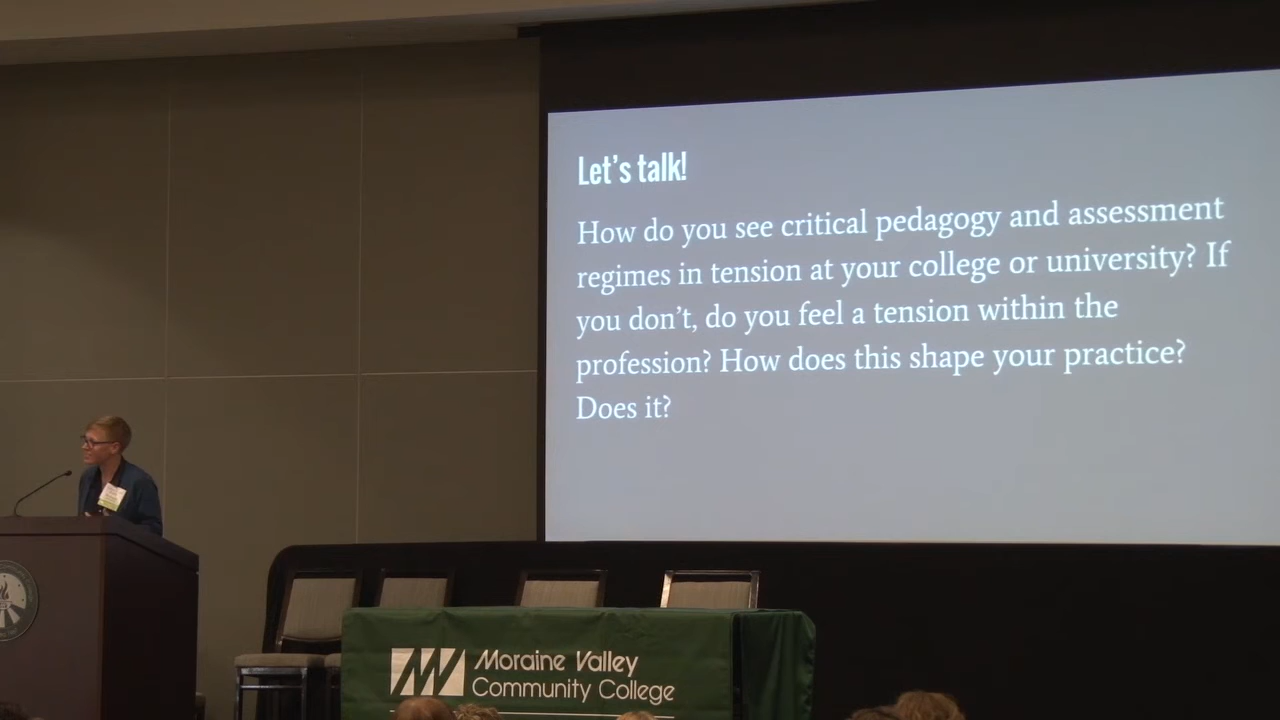 Let's talk!
How do you see critical pedagogy and assessment
regimes in tension at your college or university? If
you don't, do you feel a tension within the
profession? How does this shape your practice?
Does it?
Moraine Valley
Community College